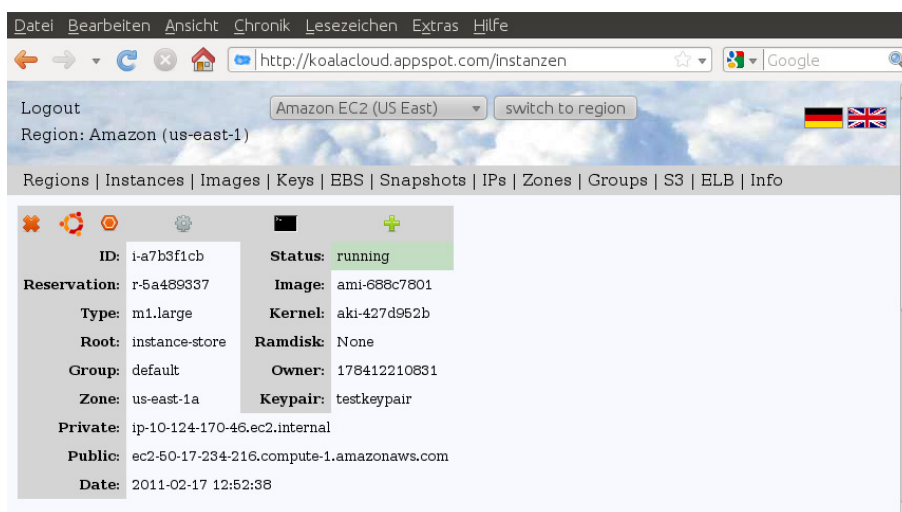 Datei Bearbeiten Ansicht Chronik Lesezeichen Extras Hilfe
http://koalacloud.appspot.com/instanzen Google
Logout Amazon EC2 (US East) switch to region
Region: Amazon (us-east-1)
Regions | Instances | Images | Keys | EBS | Snapshots | IPs | Zones | Groups | S3 | ELB | Info
ID: i-a7b3f1cb Status: running
Reservation: r-5a489337 Image: ami-688c7801
Type: m1.large Kernel: aki-427d952b
Root: instance-store Ramdisk: None
Group: default Owner: 178412210831
Zone: us-east-1a Keypair: testkeypair
Private: ip-10-124-170-46.ec2.internal
Public: ec2-50-17-234-216.compute-1.amazonaws.com
Date: 2011-02-17 12:52:38